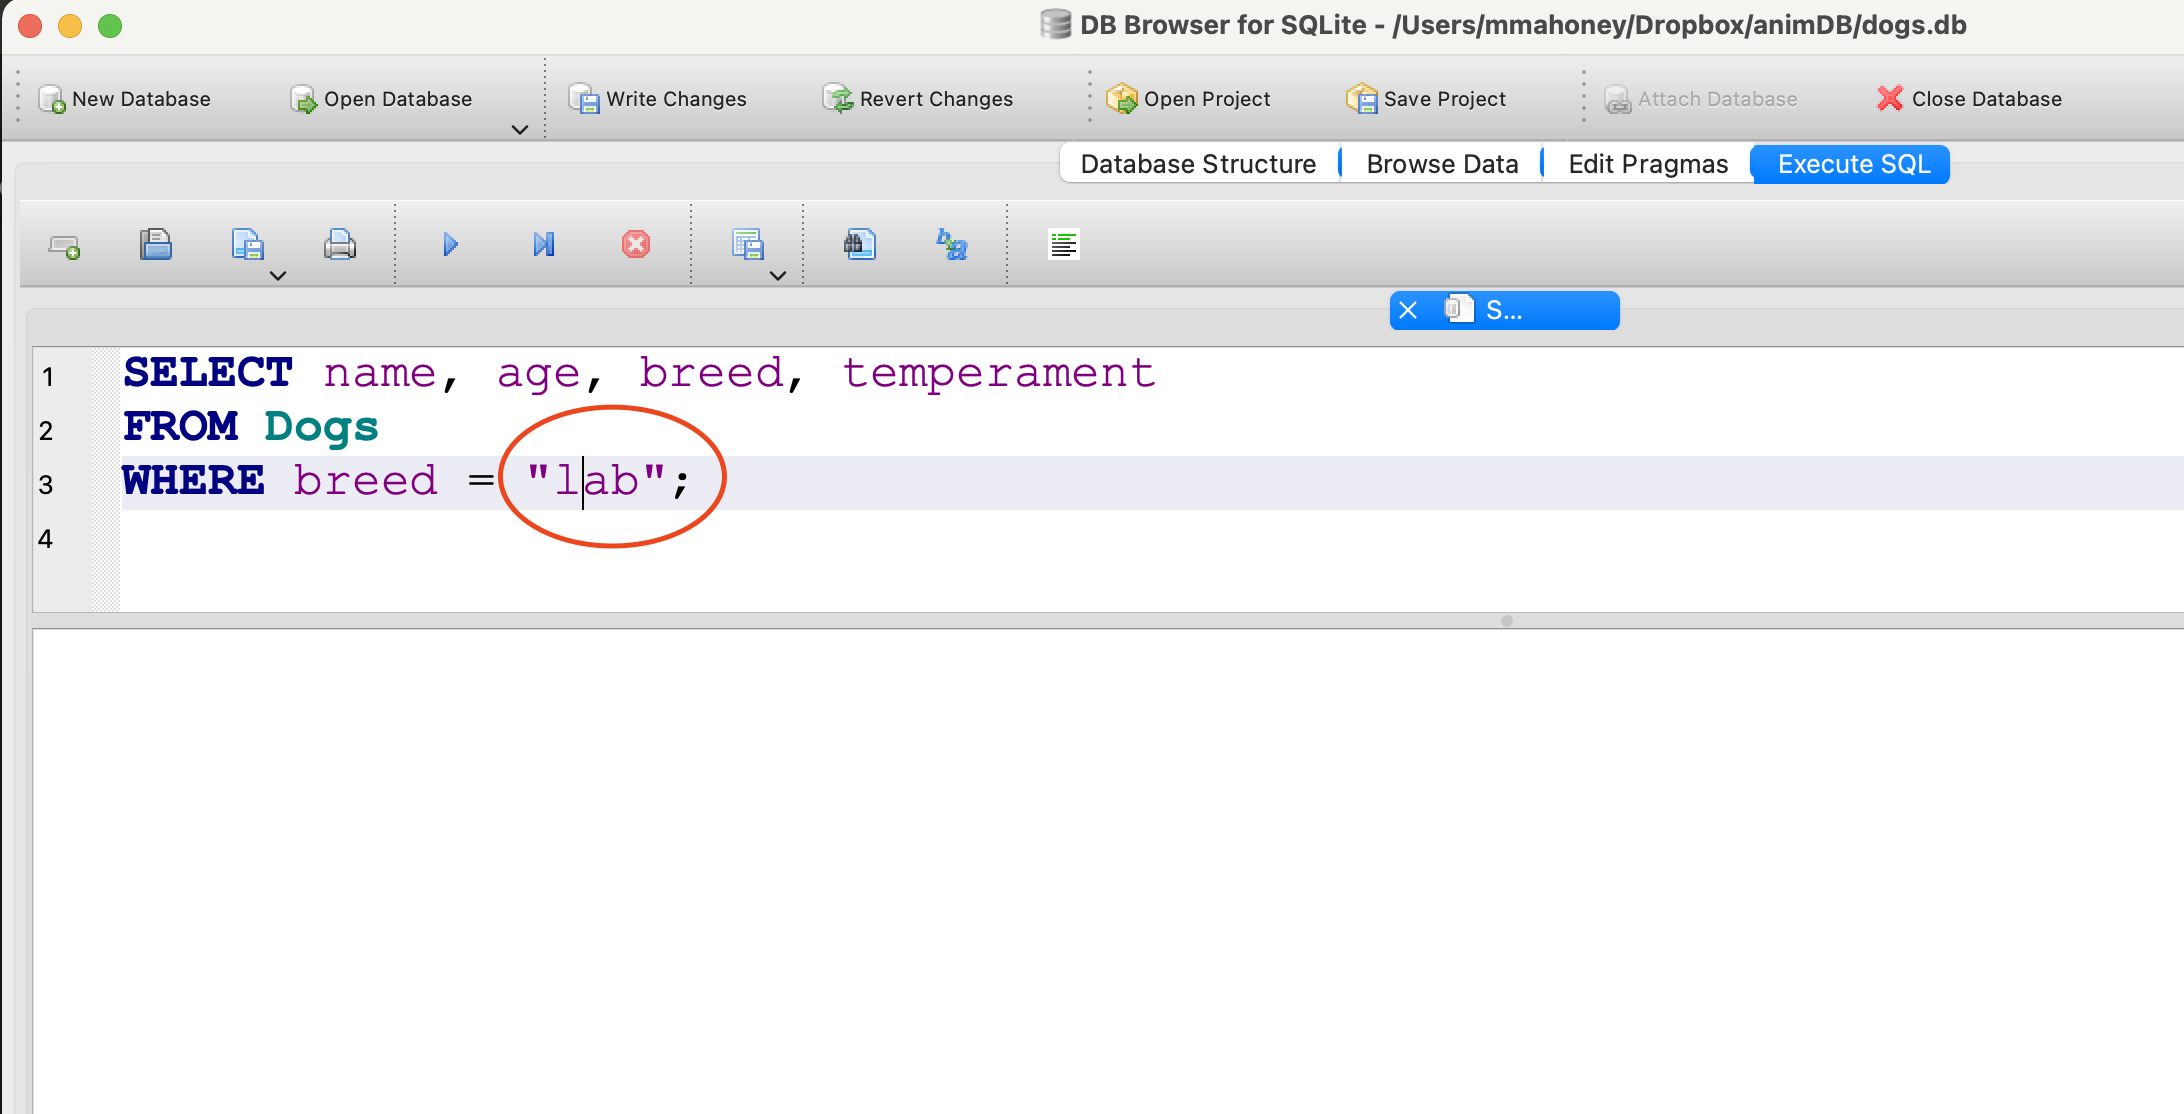 DB Browser for SQLite - /Users/mmahoney/Dropbox/animDB/dogs.db
New Database Open Database Write Changes Revert Changes Open Project Save Project Attach Database Close Database
Database Structure Browse Data Edit Pragmas Execute SQL
S...
1 SELECT name, age, breed, temperament
2 FROM Dogs
3 WHERE breed = "lab";
4